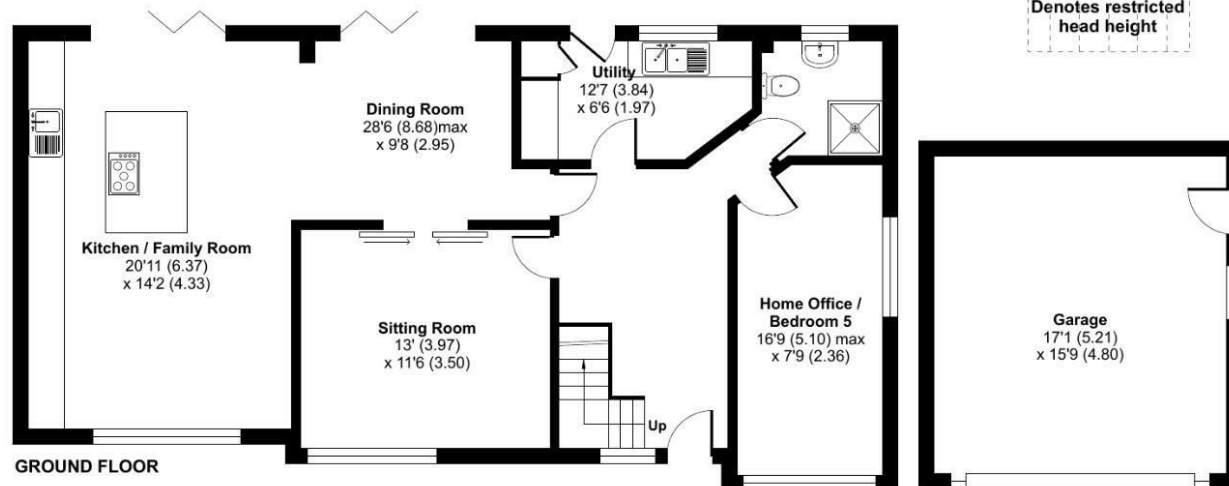 Denotes restricted
head height
Utility
12'7 (3.84)
x 6'6 (1.97)
Dining Room
28'6 (8.68)max
x 9'8 (2.95)
Kitchen / Family Room
20'11 (6.37)
x 14'2 (4.33)
Sitting Room
13' (3.97)
x 11'6 (3.50)
Home Office /
Bedroom 5
16'9 (5.10) max
x 7'9 (2.36)
Garage
17'1 (5.21)
x 15'9 (4.80)
Up
GROUND FLOOR